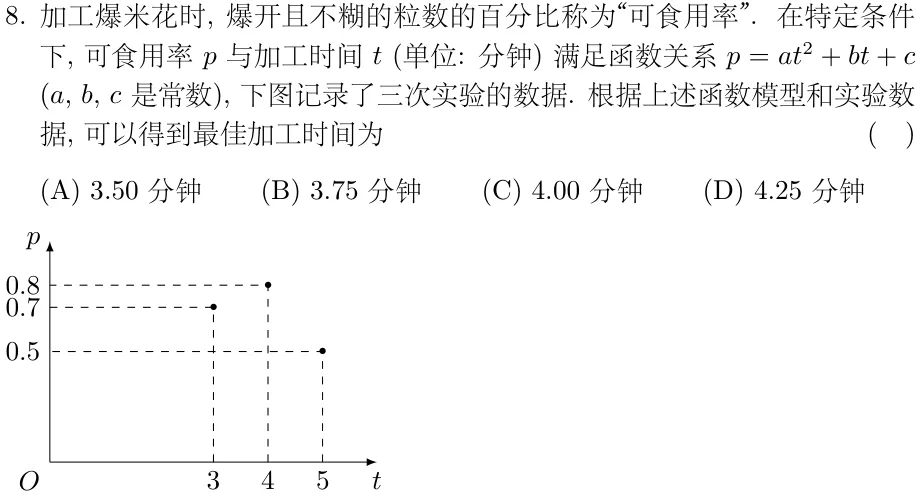 8. 加工爆米花时, 爆开且不糊的粒数的百分比称为“可食用率”. 在特定条件
下, 可食用率 p 与加工时间 t (单位: 分钟) 满足函数关系 p = at² + bt + c
(a, b, c 是常数), 下图记录了三次实验的数据. 根据上述函数模型和实验数
据, 可以得到最佳加工时间为 ( )
(A) 3.50 分钟 (B) 3.75 分钟 (C) 4.00 分钟 (D) 4.25 分钟
p
0.8
0.7
0.5
O 3 4 5 t